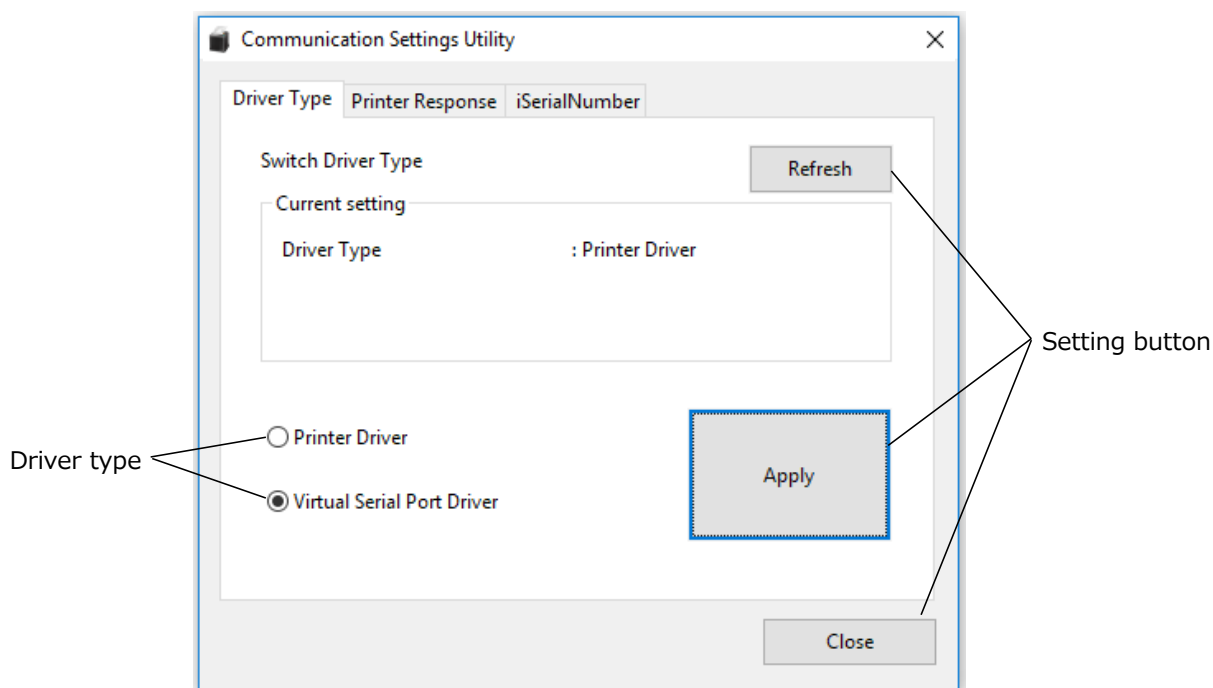 Communication Settings Utility
Driver Type Printer Response iSerialNumber
Switch Driver Type
Refresh
Current setting
Driver Type : Printer Driver
Setting button
Printer Driver
Driver type
Apply
Virtual Serial Port Driver
Close